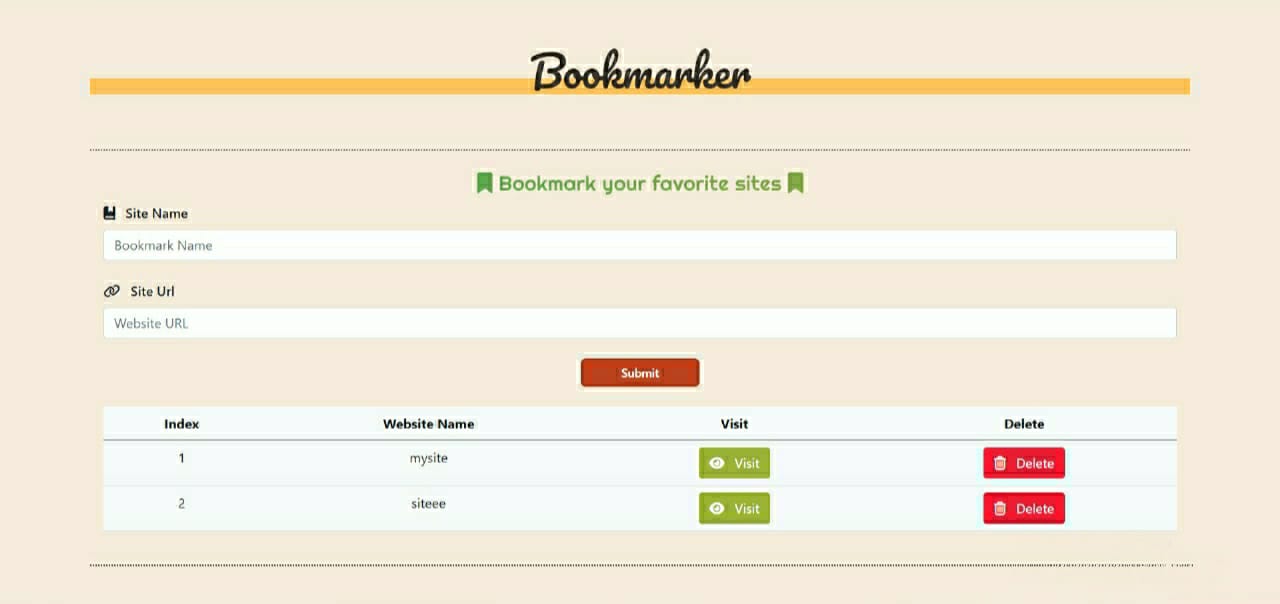 Bookmarker
Bookmark your favorite sites
Site Name
Bookmark Name
Site Url
Website URL
Submit
Index Website Name Visit Delete
1 mysite Visit Delete
2 siteee Visit Delete